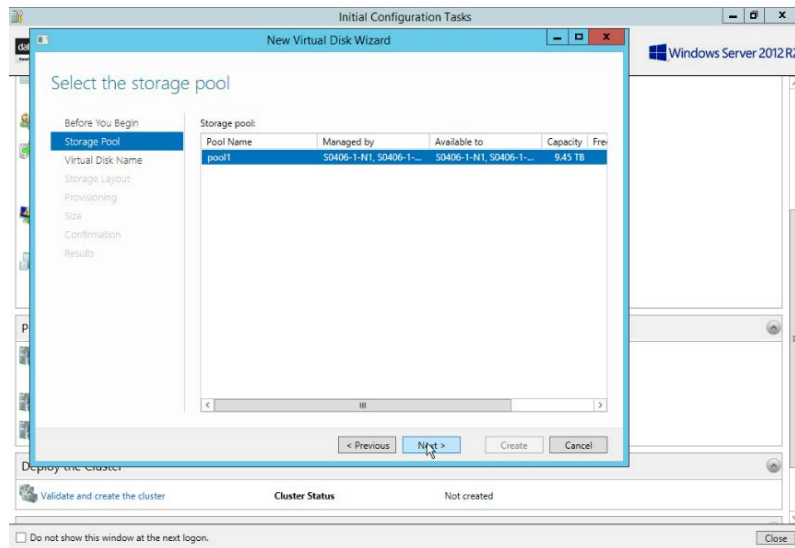 Initial Configuration Tasks
New Virtual Disk Wizard
Windows Server 2012 R2
Select the storage pool
Before You Begin
Storage Pool
Virtual Disk Name
Storage Layout
Provisioning
Size
Confirmation
Results
Storage pool:
Pool Name Managed by Available to Capacity Fre
pool1 S0406-1-N1, S0406-1-... S0406-1-N1, S0406-1-... 9.45 TB
< Previous Next > Create Cancel
Deploy the Cluster
Validate and create the cluster Cluster Status Not created
Do not show this window at the next logon. Close